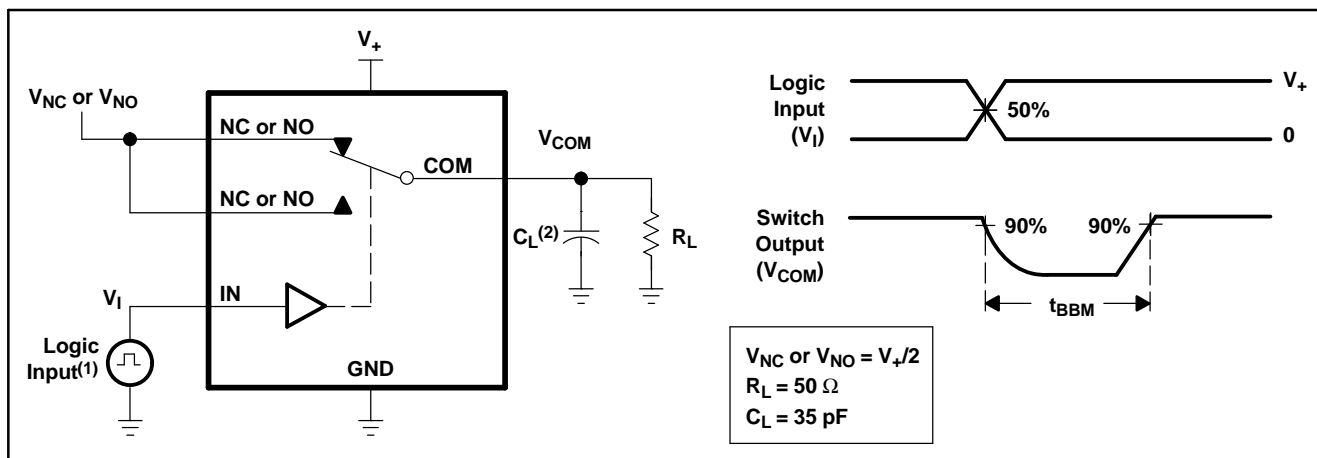 V+
VNC or VNO
NC or NO
VCOM
COM
NC or NO
CL(2)
RL
VI
IN
Logic
Input(1)
GND
Logic
Input
(VI)
V+
50%
0
Switch
Output
(VCOM)
90%
90%
tBBM
VNC or VNO = V+/2
RL = 50 Ω
CL = 35 pF